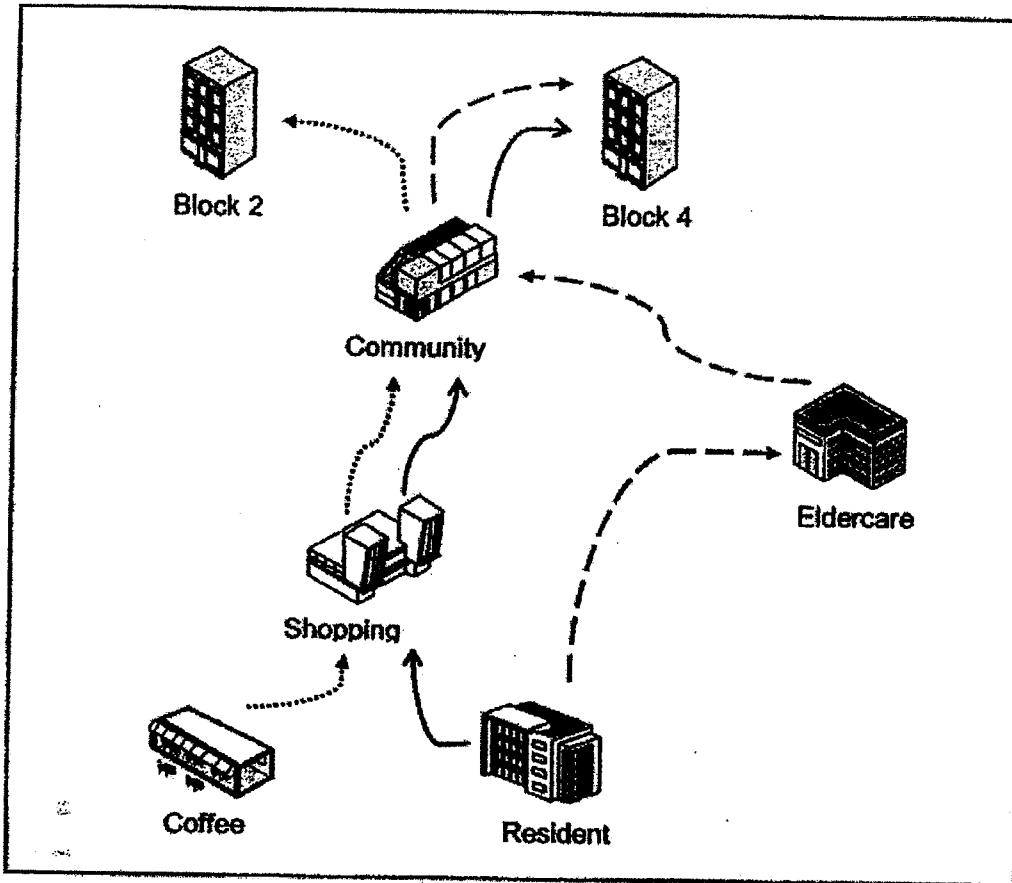 Block 2
Block 4
Community
Eldercare
Shopping
Coffee
Resident